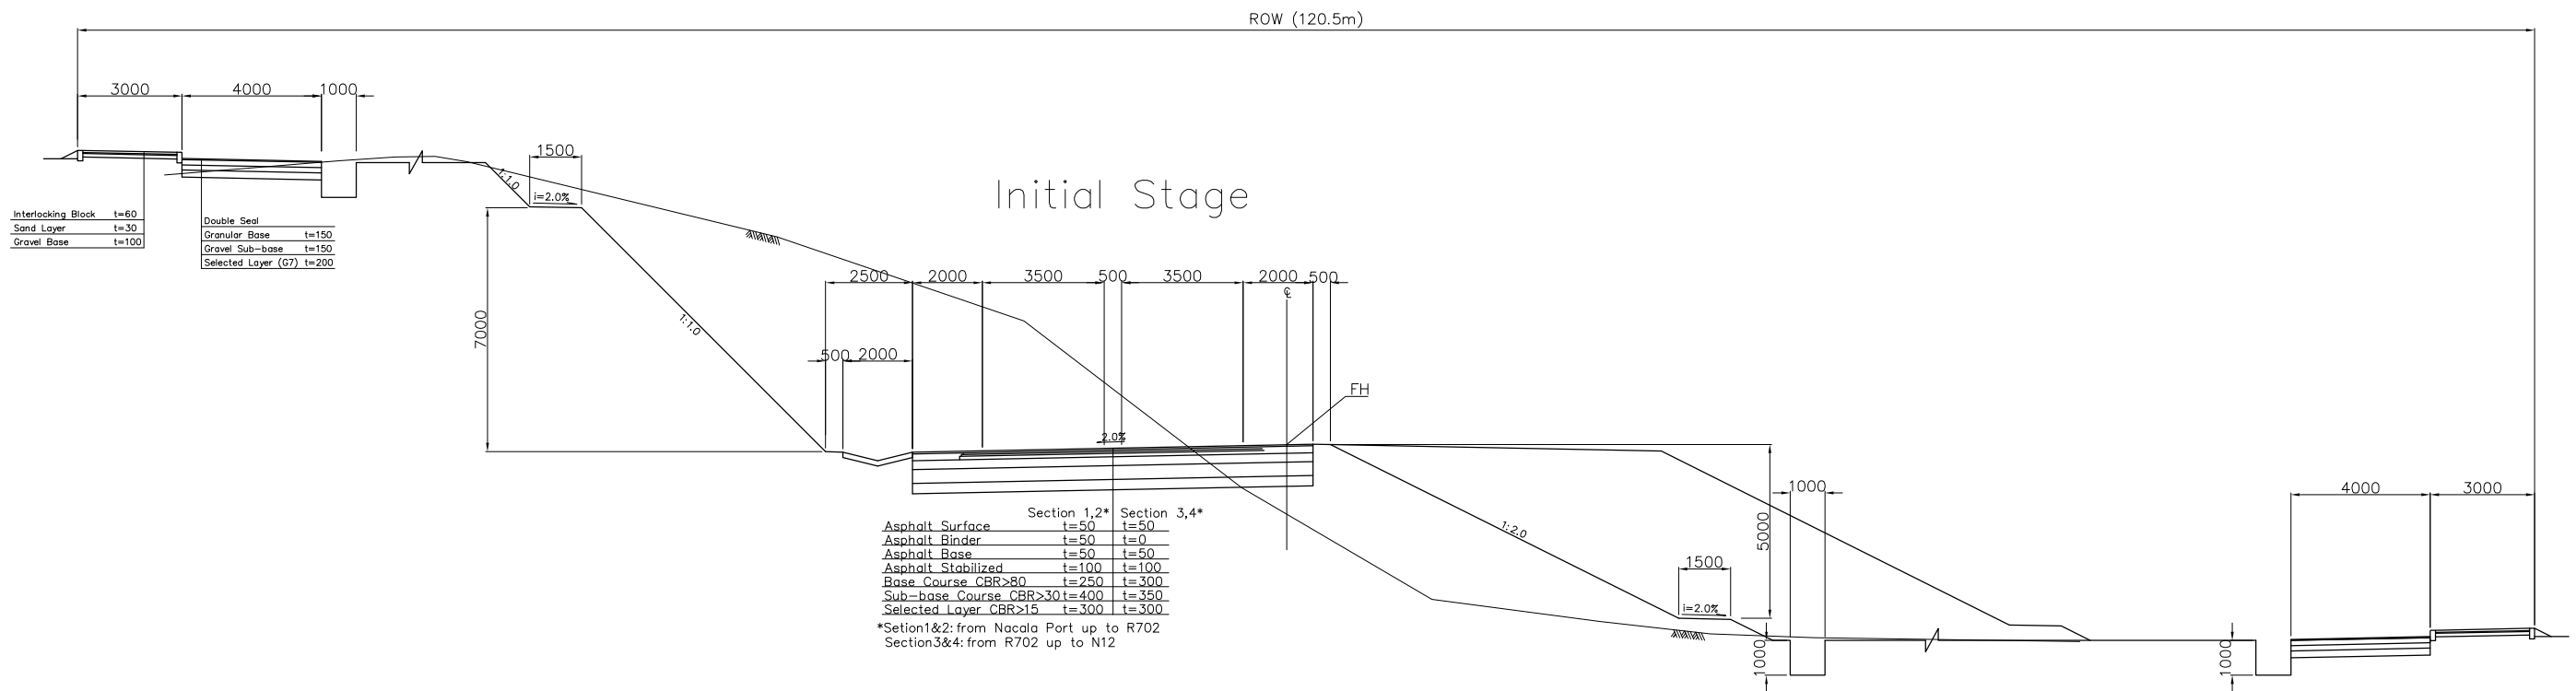 ROW (120.5m)
3000 4000 1000
1500
1:1.0
i=2.0%
Initial Stage
Interlocking Block t=60
Sand Layer t=30
Gravel Base t=100
Double Seal
Granular Base t=150
Gravel Sub-base t=150
Selected Layer (G7) t=200
2500 2000 3500 500 3500 2000 500
℄
7000
1:1.0
500 2000
FH
2.0%
1000
4000 3000
5000
1:2.0
1500
i=2.0%
1000
1000
Section 1,2* Section 3,4*
Asphalt Surface t=50 t=50
Asphalt Binder t=50 t=0
Asphalt Base t=50 t=50
Asphalt Stabilized t=100 t=100
Base Course CBR>80 t=250 t=300
Sub-base Course CBR>30 t=400 t=350
Selected Layer CBR>15 t=300 t=300
*Setion1&2: from Nacala Port up to R702
Section3&4: from R702 up to N12